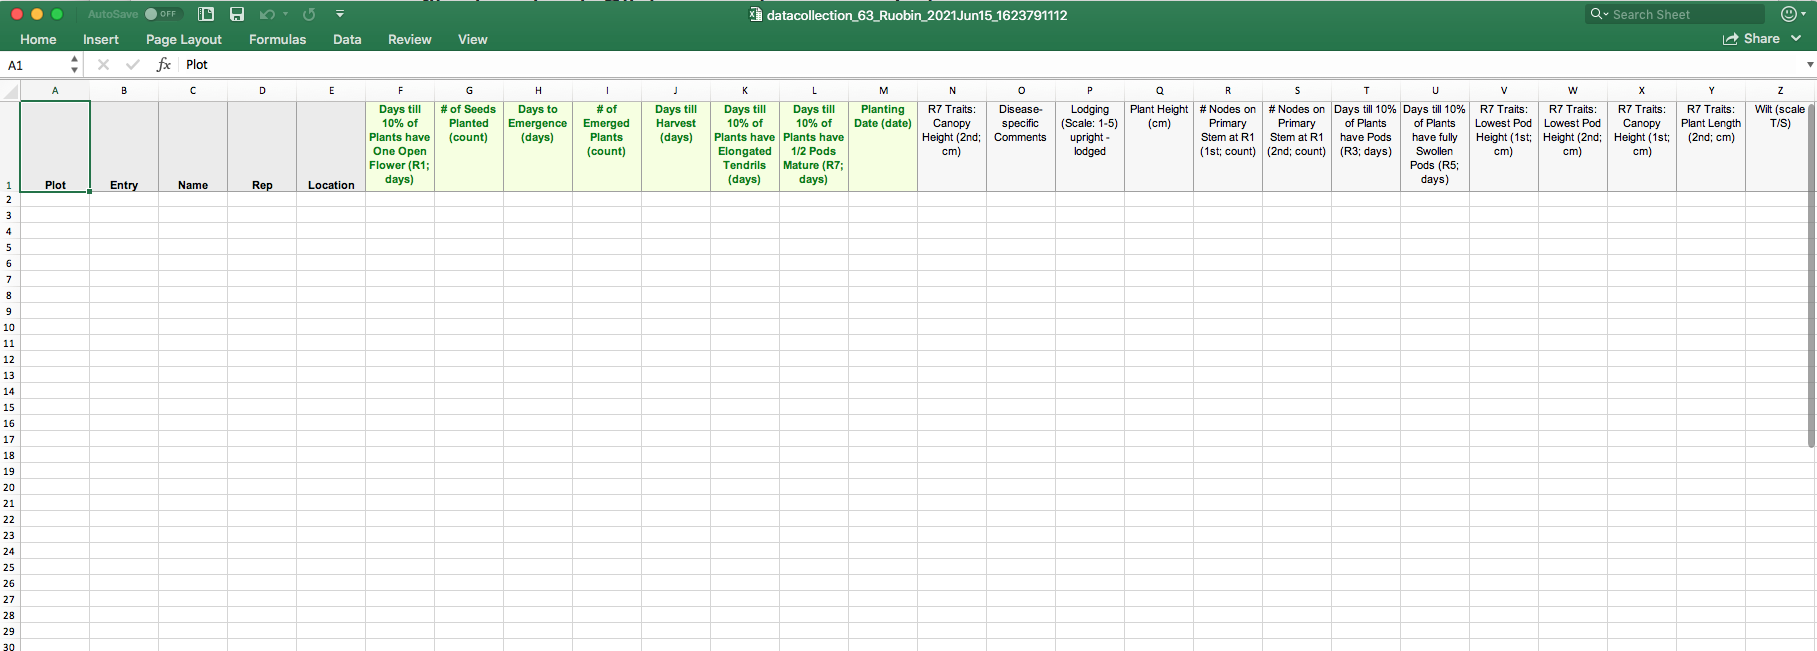 AutoSave OFF
datacollection_63_Ruobin_2021Jun15_1623791112
Search Sheet
Home Insert Page Layout Formulas Data Review View
Share
A1 fx Plot
A B C D E F G H I J K L M N O P Q R S T U V W X Y Z
1
Plot
Entry
Name
Rep
Location
Days till
10% of
Plants have
One Open
Flower (R1;
days)
# of Seeds
Planted
(count)
Days to
Emergence
(days)
# of
Emerged
Plants
(count)
Days till
Harvest
(days)
Days till
10% of
Plants have
Elongated
Tendrils
(days)
Days till
10% of
Plants have
1/2 Pods
Mature (R7;
days)
Planting
Date (date)
R7 Traits:
Canopy
Height (2nd;
cm)
Disease-
specific
Comments
Lodging
(Scale: 1-5)
upright -
lodged
Plant Height
(cm)
# Nodes on
Primary
Stem at R1
(1st; count)
# Nodes on
Primary
Stem at R1
(2nd; count)
Days till 10%
of Plants
have Pods
(R3; days)
Days till 10%
of Plants
have fully
Swollen
Pods (R5;
days)
R7 Traits:
Lowest Pod
Height (1st;
cm)
R7 Traits:
Lowest Pod
Height (2nd;
cm)
R7 Traits:
Canopy
Height (1st;
cm)
R7 Traits:
Plant Length
(2nd; cm)
Wilt (scale
T/S)
2
3
4
5
6
7
8
9
10
11
12
13
14
15
16
17
18
19
20
21
22
23
24
25
26
27
28
29
30